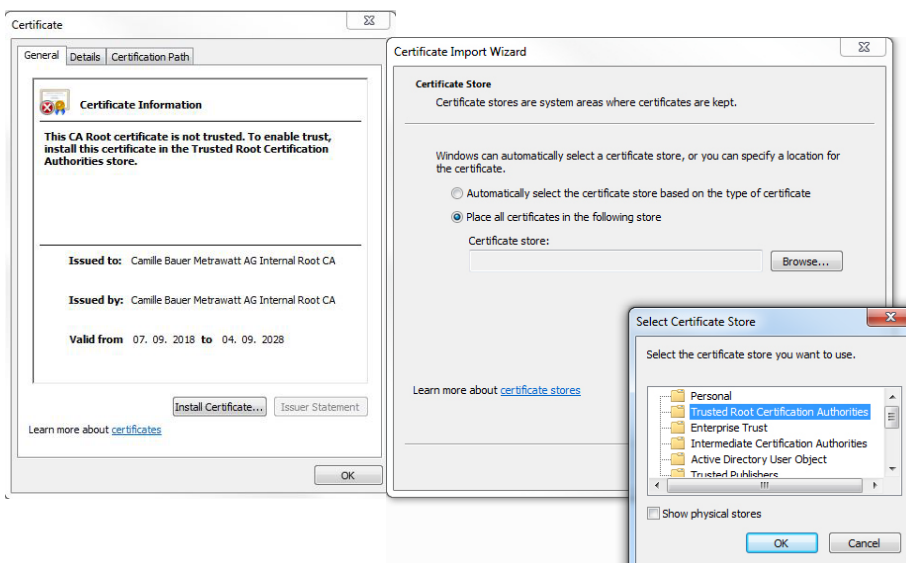 Certificate
General
Details
Certification Path
Certificate Information
This CA Root certificate is not trusted. To enable trust,
install this certificate in the Trusted Root Certification
Authorities store.
Issued to: Camille Bauer Metrawatt AG Internal Root CA
Issued by: Camille Bauer Metrawatt AG Internal Root CA
Valid from 07. 09. 2018 to 04. 09. 2028
Install Certificate...
Issuer Statement
Learn more about certificates
OK
Certificate Import Wizard
Certificate Store
Certificate stores are system areas where certificates are kept.
Windows can automatically select a certificate store, or you can specify a location for
the certificate.
Automatically select the certificate store based on the type of certificate
Place all certificates in the following store
Certificate store:
Browse...
Learn more about certificate stores
Select Certificate Store
Select the certificate store you want to use.
Personal
Trusted Root Certification Authorities
Enterprise Trust
Intermediate Certification Authorities
Active Directory User Object
Trusted Publishers
Show physical stores
OK
Cancel